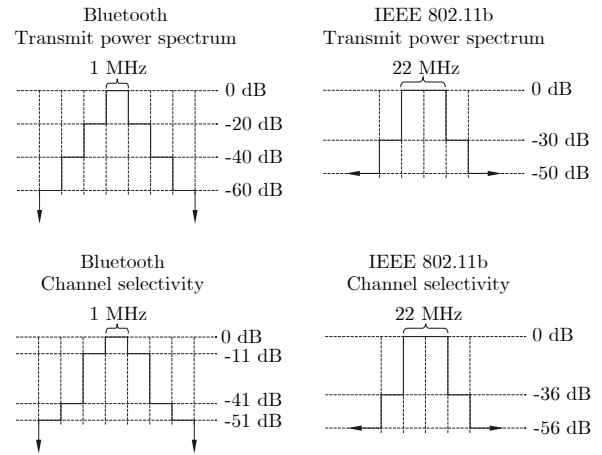 Bluetooth
Transmit power spectrum
1 MHz
0 dB
-20 dB
-40 dB
-60 dB
IEEE 802.11b
Transmit power spectrum
22 MHz
0 dB
-30 dB
-50 dB
Bluetooth
Channel selectivity
1 MHz
0 dB
-11 dB
-41 dB
-51 dB
IEEE 802.11b
Channel selectivity
22 MHz
0 dB
-36 dB
-56 dB